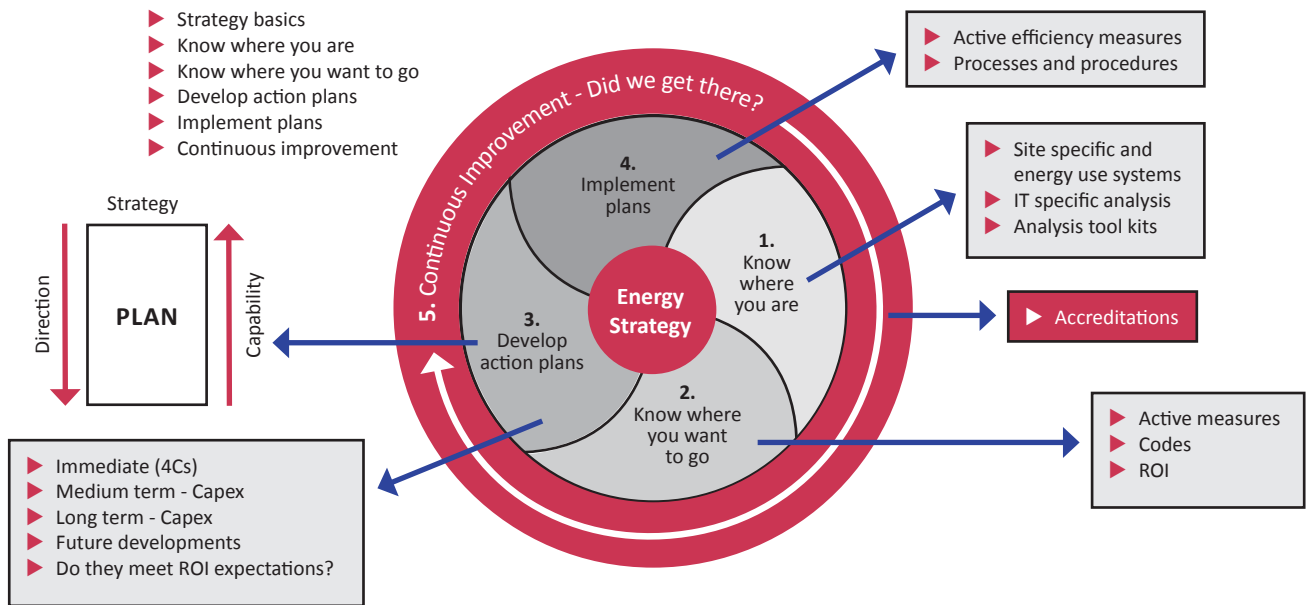 Strategy basics
Know where you are
Know where you want to go
Develop action plans
Implement plans
Continuous improvement
Strategy
Direction
PLAN
Capability
Immediate (4Cs)
Medium term - Capex
Long term - Capex
Future developments
Do they meet ROI expectations?
5. Continuous Improvement - Did we get there?
4.
Implement
plans
1.
Know
where
you are
Energy
Strategy
3.
Develop
action plans
2.
Know where
you want
to go
Active efficiency measures
Processes and procedures
Site specific and
energy use systems
IT specific analysis
Analysis tool kits
Accreditations
Active measures
Codes
ROI